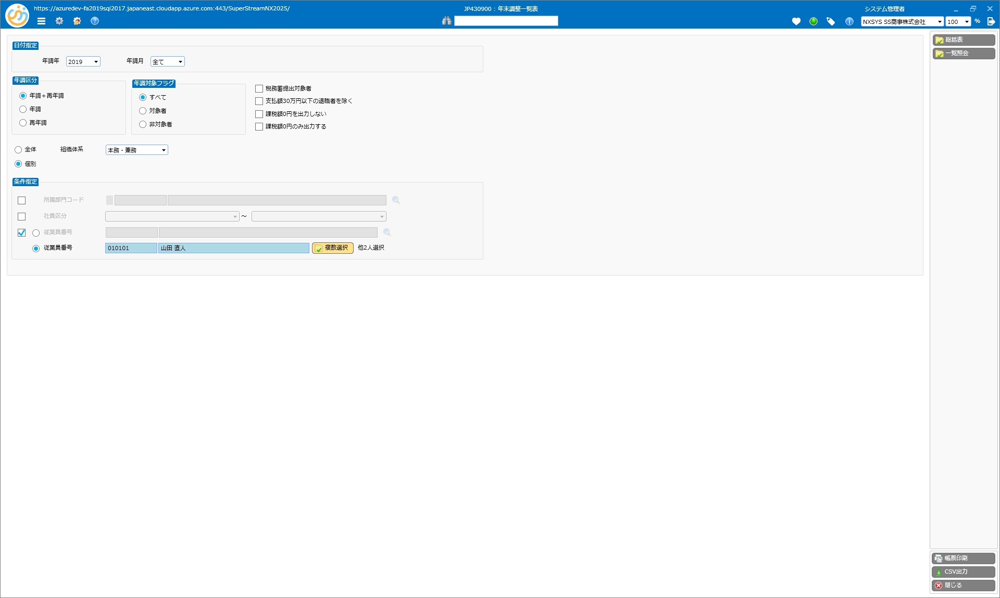 https://azuredev-fa2019sql2017.japaneast.cloudapp.azure.com:443/SuperStreamNX2025/
JP430900：年末調整一覧表
システム管理者
NXSYS SS商事株式会社
100
%
日付指定
年調年
2019
年調月
全て
年調区分
年調＋再年調
年調
再年調
年調対象フラグ
すべて
対象者
非対象者
税務署提出対象者
支払額30万円以下の退職者を除く
課税額0円を出力しない
課税額0円のみ出力する
全体
組織体系
本務・兼務
個別
条件指定
所属部門コード
社員区分
～
従業員番号
従業員番号
010101
山田 直人
複数選択
他2人選択
総括表
一覧照会
帳票印刷
CSV出力
閉じる